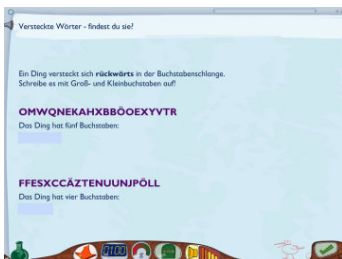 Versteckte Wörter - findest du sie?
Ein Ding versteckt sich rückwärts in der Buchstabenschlange.
Schreibe es mit Groß- und Kleinbuchstaben auf!
OMWQNEKAHXBBÖOEXYVTR
Das Ding hat fünf Buchstaben:
FFESXCCÄZTENUUNJPÖLL
Das Ding hat vier Buchstaben: